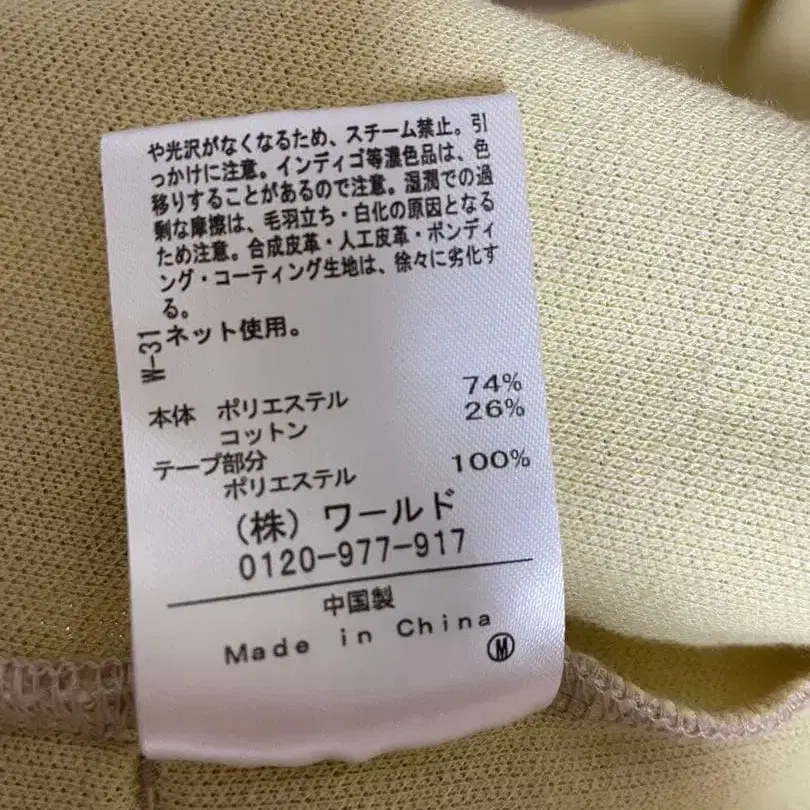 や光沢がなくなるため、スチーム禁止。引
っかけに注意。インディゴ等濃色品は、色
移りすることがあるので注意。湿潤での過
剰な摩擦は、毛羽立ち・白化の原因となる
ため注意。合成皮革・人工皮革・ボンディ
ング・コーティング生地は、徐々に劣化す
る。
W-31
ネット使用。
本体 ポリエステル 74%
コットン 26%
テープ部分
ポリエステル 100%
(株) ワールド
0120-977-917
中国製
Made in China
M